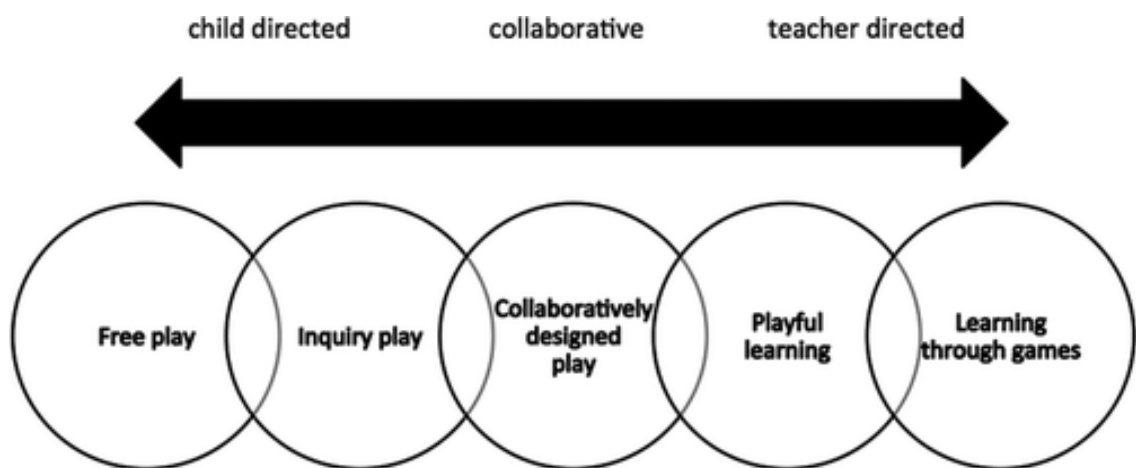 child directed collaborative teacher directed
Free play
Inquiry play
Collaboratively
designed
play
Playful
learning
Learning
through games